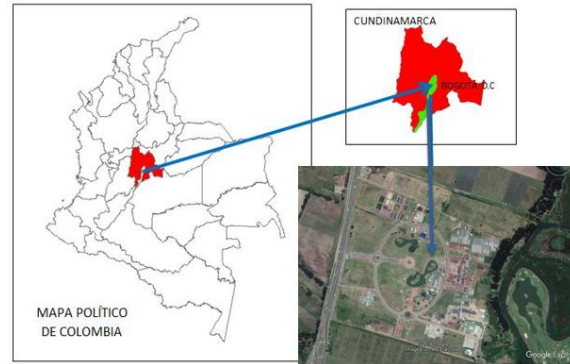 CUNDINAMARCA
BOGOTÁ D.C
MAPA POLÍTICO
DE COLOMBIA
Google Earth